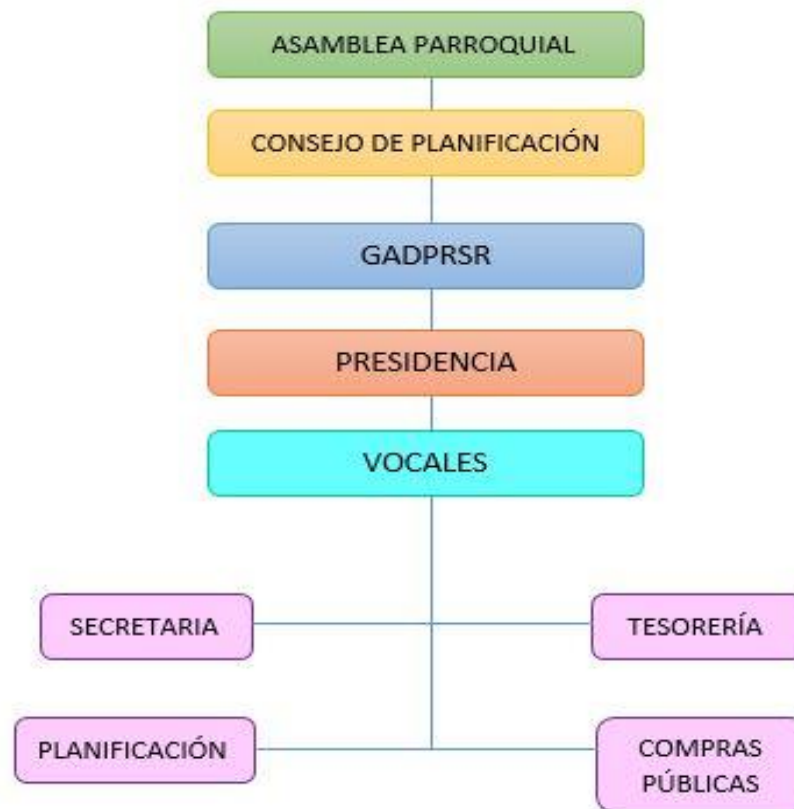 ASAMBLEA PARROQUIAL
CONSEJO DE PLANIFICACIÓN
GADPRSR
PRESIDENCIA
VOCALES
SECRETARIA
TESORERÍA
PLANIFICACIÓN
COMPRAS
PÚBLICAS